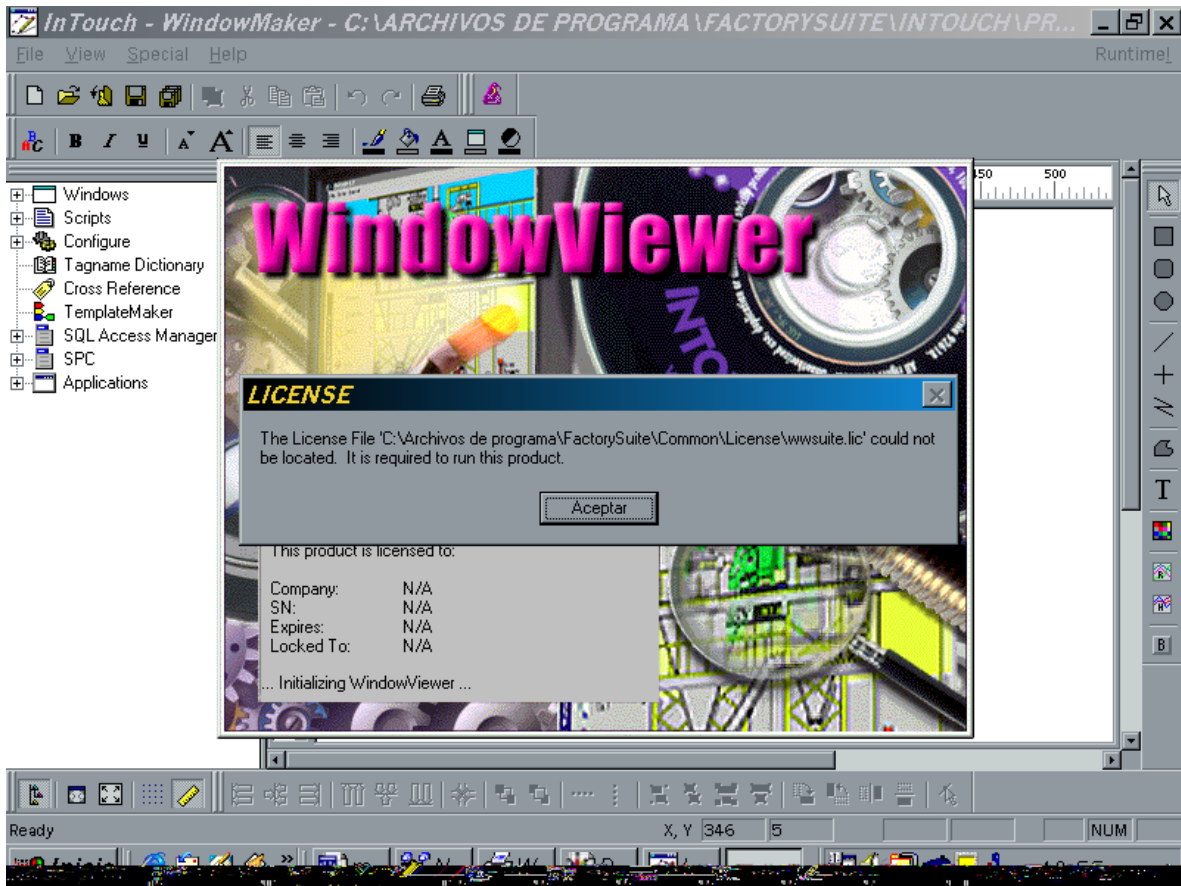 InTouch - WindowMaker - C:\ARCHIVOS DE PROGRAMA\FACTORYSUITE\INTOUCH\PR...
File View Special Help Runtime!
B I U A A A
450 500
Windows
Scripts
Configure
Tagname Dictionary
Cross Reference
TemplateMaker
SQL Access Manager
SPC
Applications
WindowViewer
INTO
LICENSE
The License File 'C:\Archivos de programa\FactorySuite\Common\License\wwsuite.lic' could not
be located. It is required to run this product.
Aceptar
This product is licensed to:
Company: N/A
SN: N/A
Expires: N/A
Locked To: N/A
... Initializing WindowViewer ...
T
R
H
B
Ready X, Y 346 5 NUM
Inicio